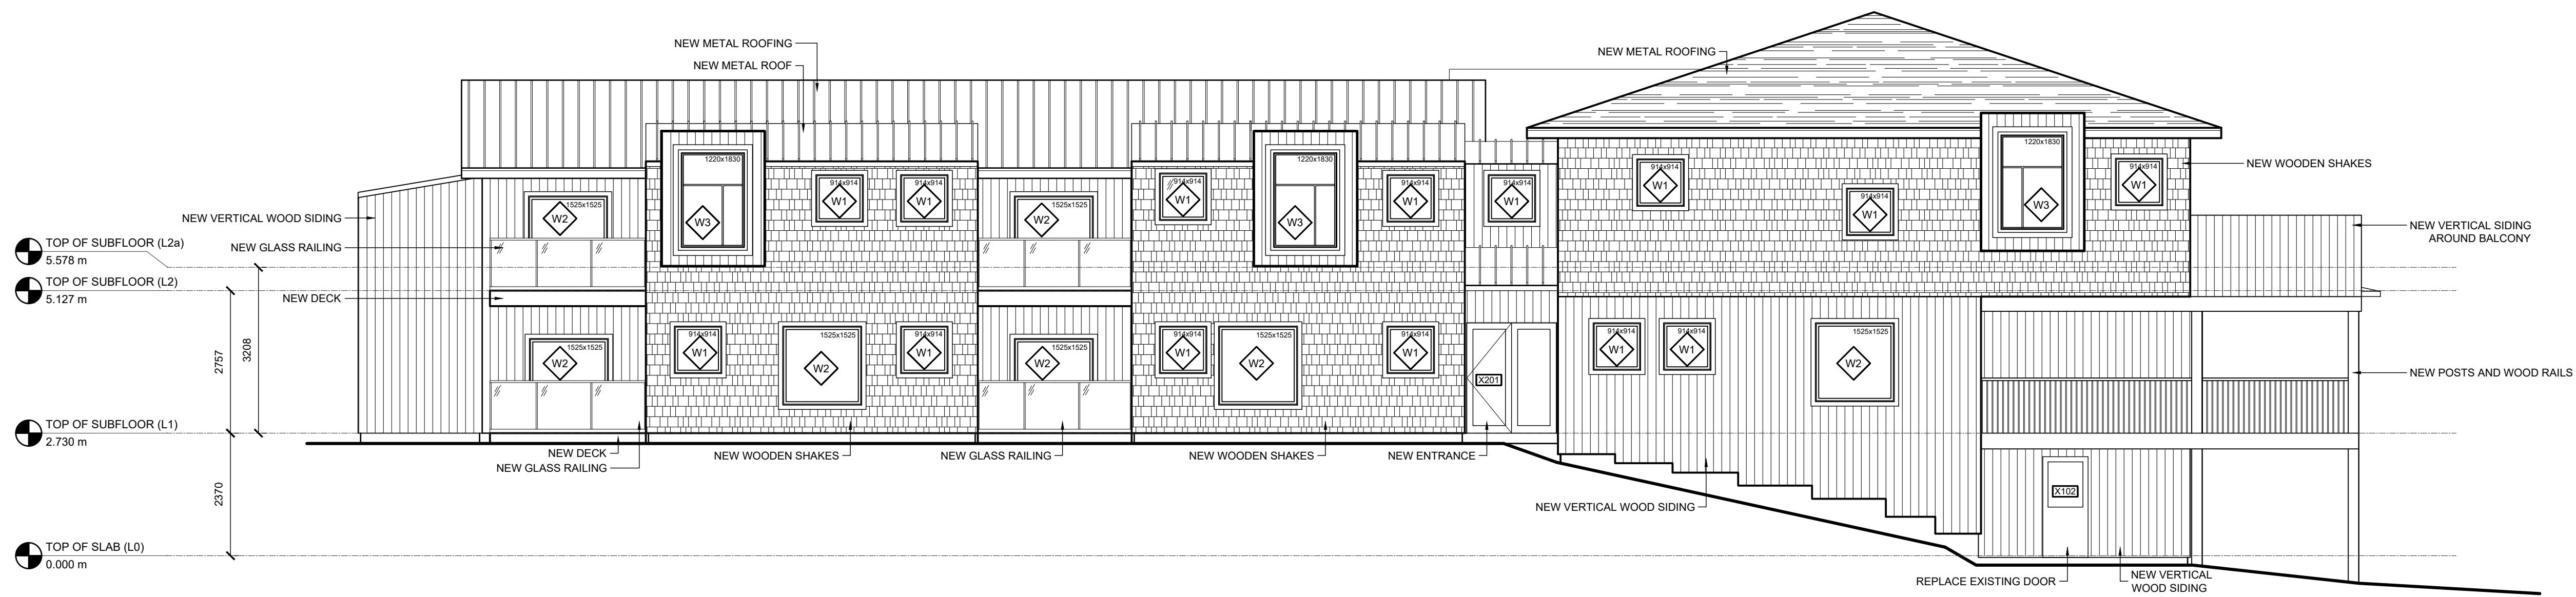 NEW METAL ROOFING
NEW METAL ROOF
NEW METAL ROOFING
1220x1830
W3
914x914
W1
914x914
W1
1220x1830
W3
914x914
W1
914x914
W1
914x914
W1
914x914
W1
914x914
W1
1220x1830
W3
914x914
W1
NEW WOODEN SHAKES
NEW VERTICAL WOOD SIDING
1525x1525
W2
1525x1525
W2
NEW VERTICAL SIDING
AROUND BALCONY
NEW GLASS RAILING
TOP OF SUBFLOOR (L2a)
5.578 m
TOP OF SUBFLOOR (L2)
5.127 m
NEW DECK
2757
3208
1525x1525
W2
914x914
W1
1525x1525
W2
914x914
W1
1525x1525
W2
914x914
W1
1525x1525
W2
914x914
W1
X201
914x914
W1
914x914
W1
1525x1525
W2
NEW POSTS AND WOOD RAILS
TOP OF SUBFLOOR (L1)
2.730 m
NEW DECK
NEW GLASS RAILING
NEW WOODEN SHAKES
NEW GLASS RAILING
NEW WOODEN SHAKES
NEW ENTRANCE
2370
NEW VERTICAL WOOD SIDING
X102
TOP OF SLAB (L0)
0.000 m
REPLACE EXISTING DOOR
NEW VERTICAL
WOOD SIDING